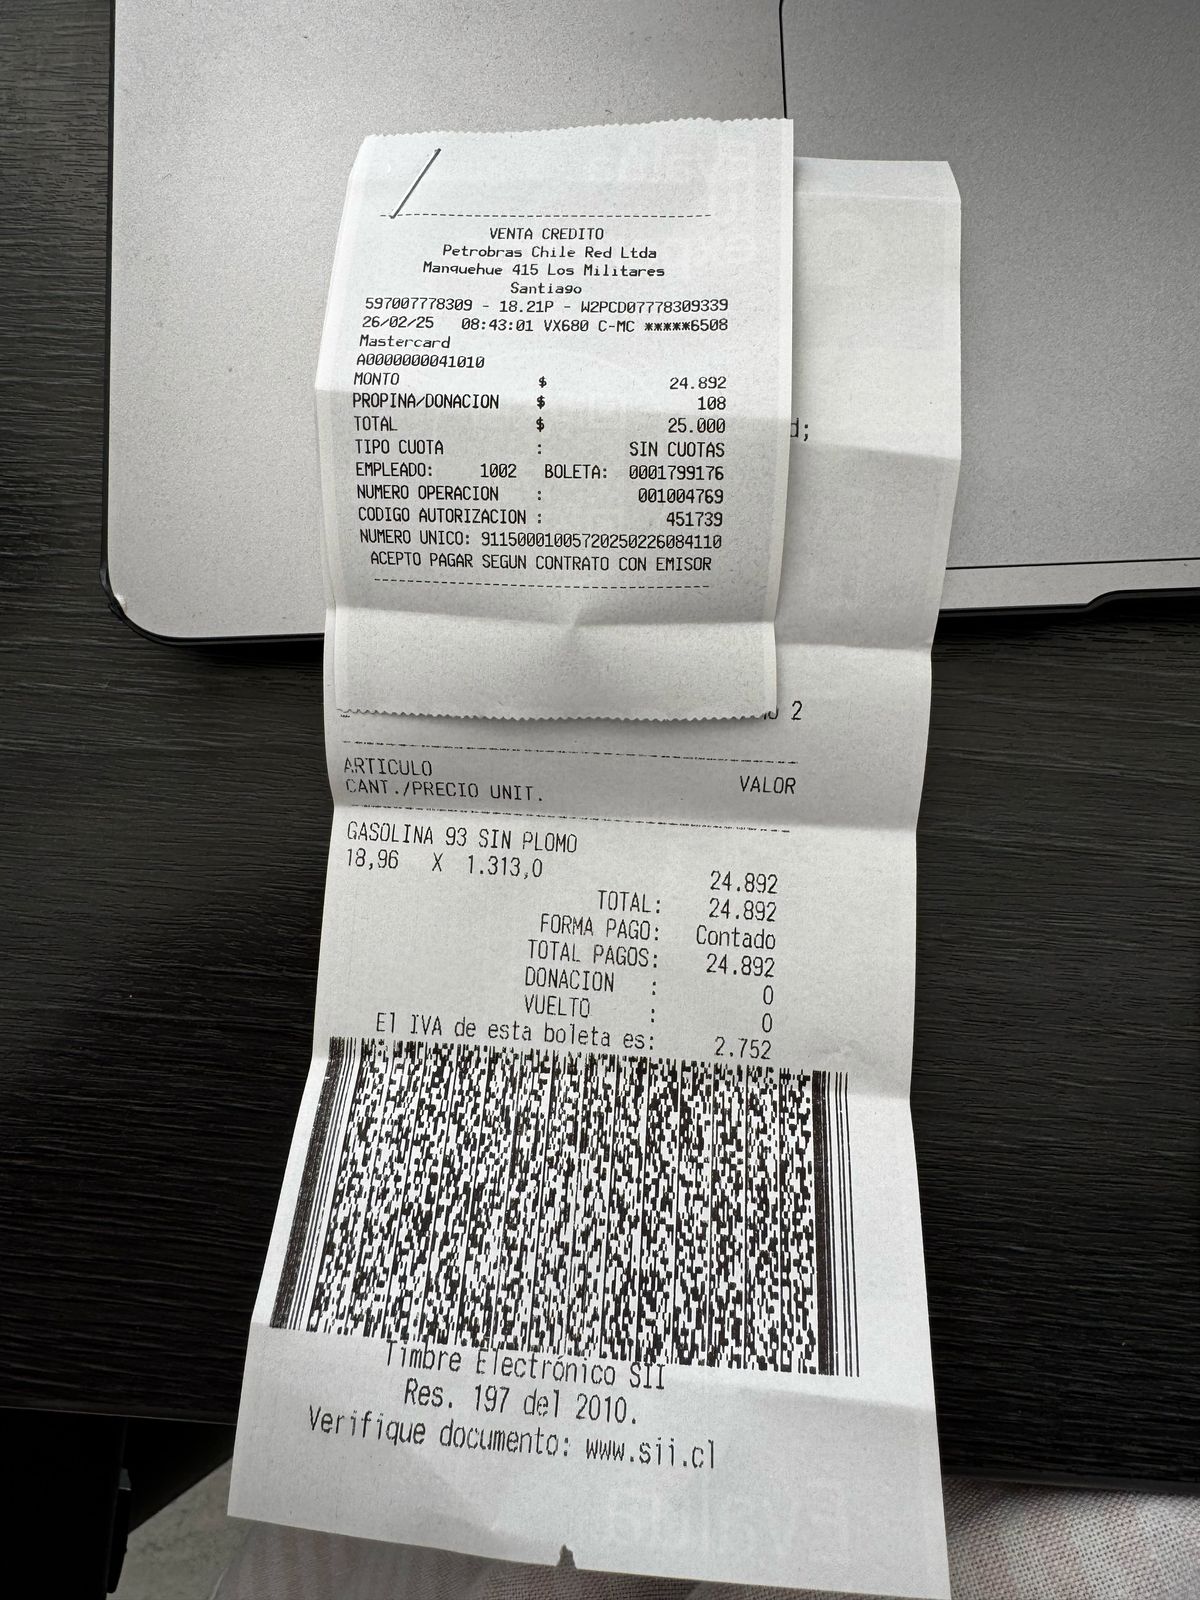 VENTA CREDITO
Petrobras Chile Red Ltda
Manquehue 415 Los Militares
Santiago
597007778309 - 18.21P - W2PCD07778309339
26/02/25 08:43:01 VX680 C-MC *****6508
Mastercard
A0000000041010
MONTO $ 24.892
PROPINA/DONACION $ 108
TOTAL $ 25.000
TIPO CUOTA : SIN CUOTAS
EMPLEADO: 1002 BOLETA: 0001799176
NUMERO OPERACION : 001004769
CODIGO AUTORIZACION : 451739
NUMERO UNICO: 91150001005720250226084110
ACEPTO PAGAR SEGUN CONTRATO CON EMISOR
d;
2
ARTICULO
CANT./PRECIO UNIT. VALOR
GASOLINA 93 SIN PLOMO
18,96 X 1.313,0 24.892
TOTAL: 24.892
FORMA PAGO: Contado
TOTAL PAGOS: 24.892
DONACION : 0
VUELTO : 0
El IVA de esta boleta es: 2.752
Timbre Electrónico SII
Res. 197 del 2010.
Verifique documento: www.sii.cl